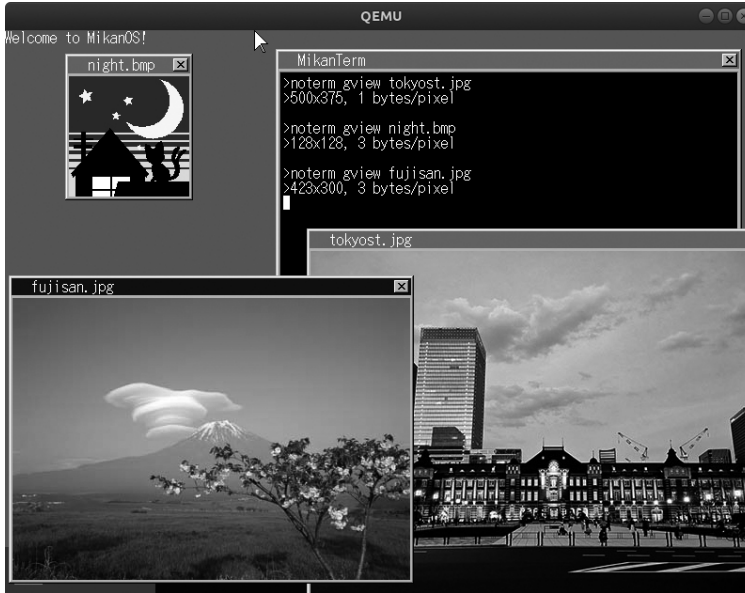 QEMU
Welcome to MikanOS!
night.bmp
MikanTerm
>noterm gview tokyost.jpg
>500x375, 1 bytes/pixel
>noterm gview night.bmp
>128x128, 3 bytes/pixel
>noterm gview fujisan.jpg
>423x300, 3 bytes/pixel
tokyost.jpg
fujisan.jpg